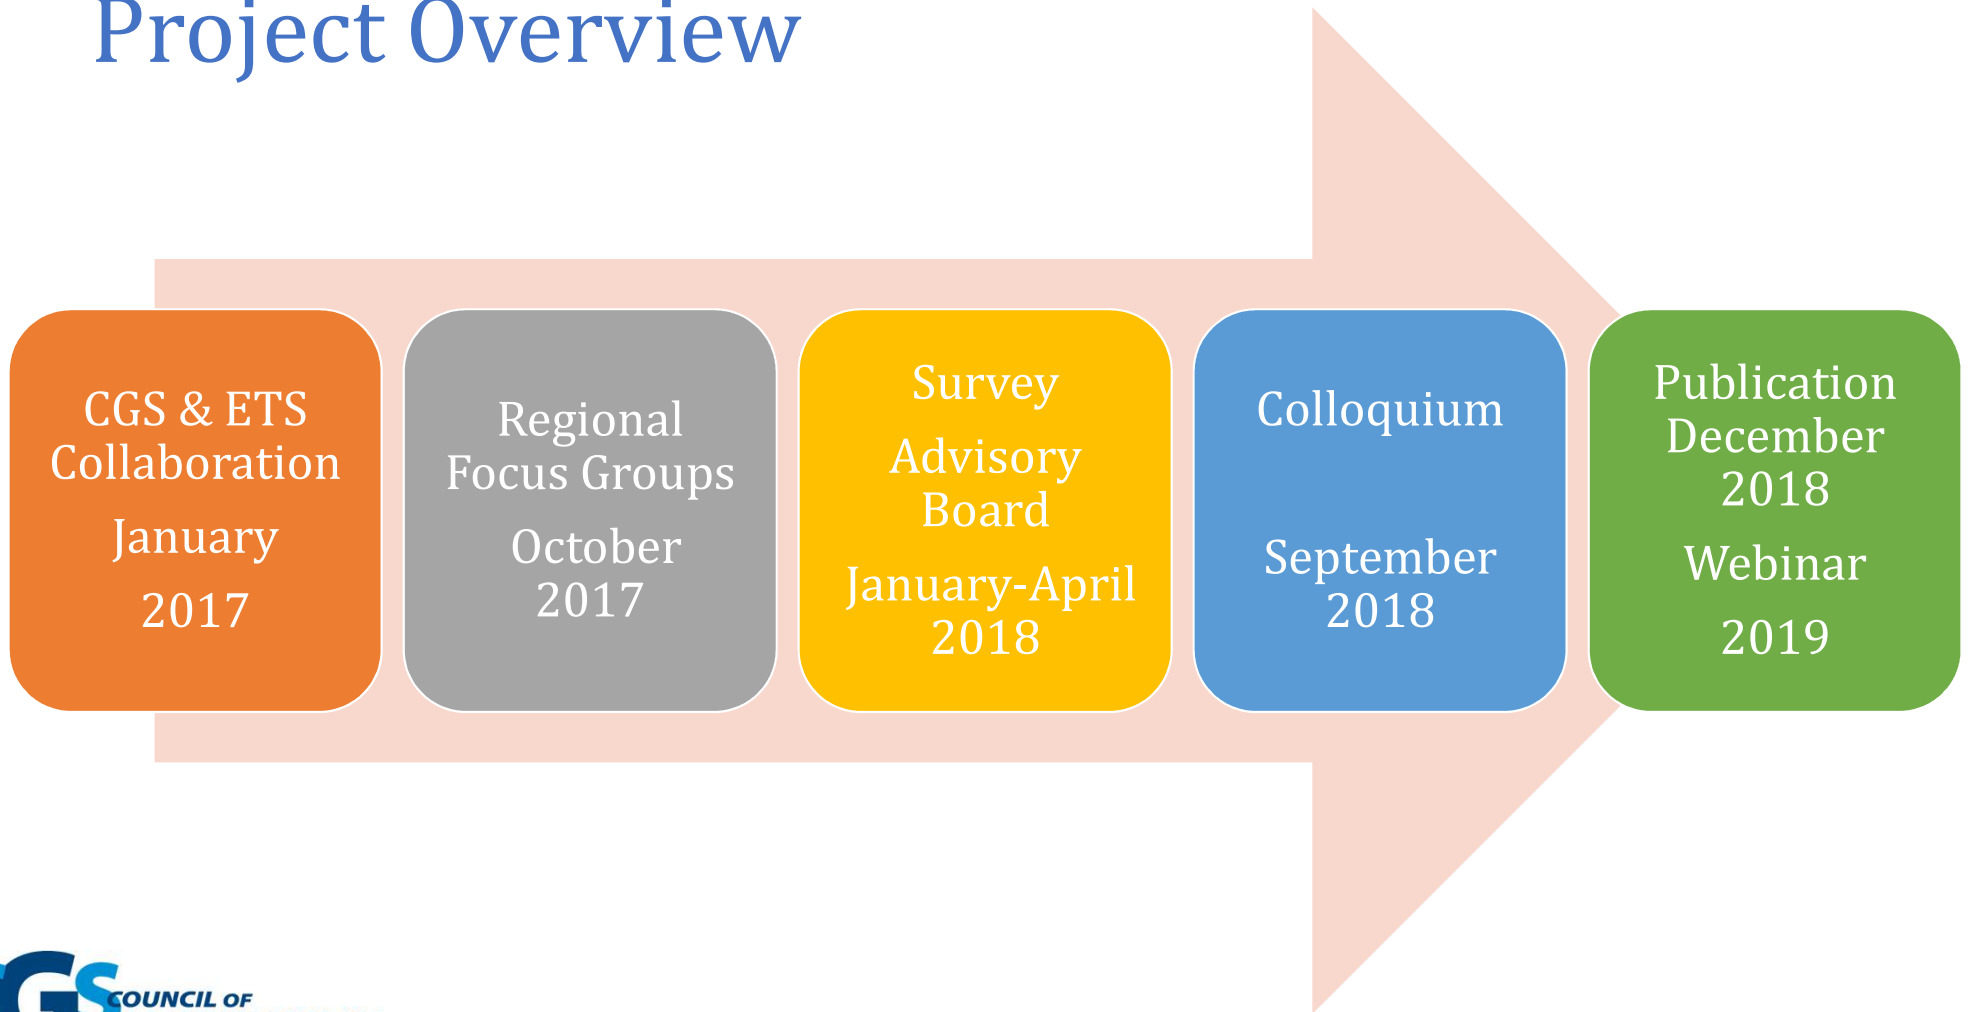 Project Overview
CGS & ETS
Collaboration
January
2017
Regional
Focus Groups
October
2017
Survey
Advisory
Board
January-April
2018
Colloquium
September
2018
Publication
December
2018
Webinar
2019
GS
COUNCIL OF